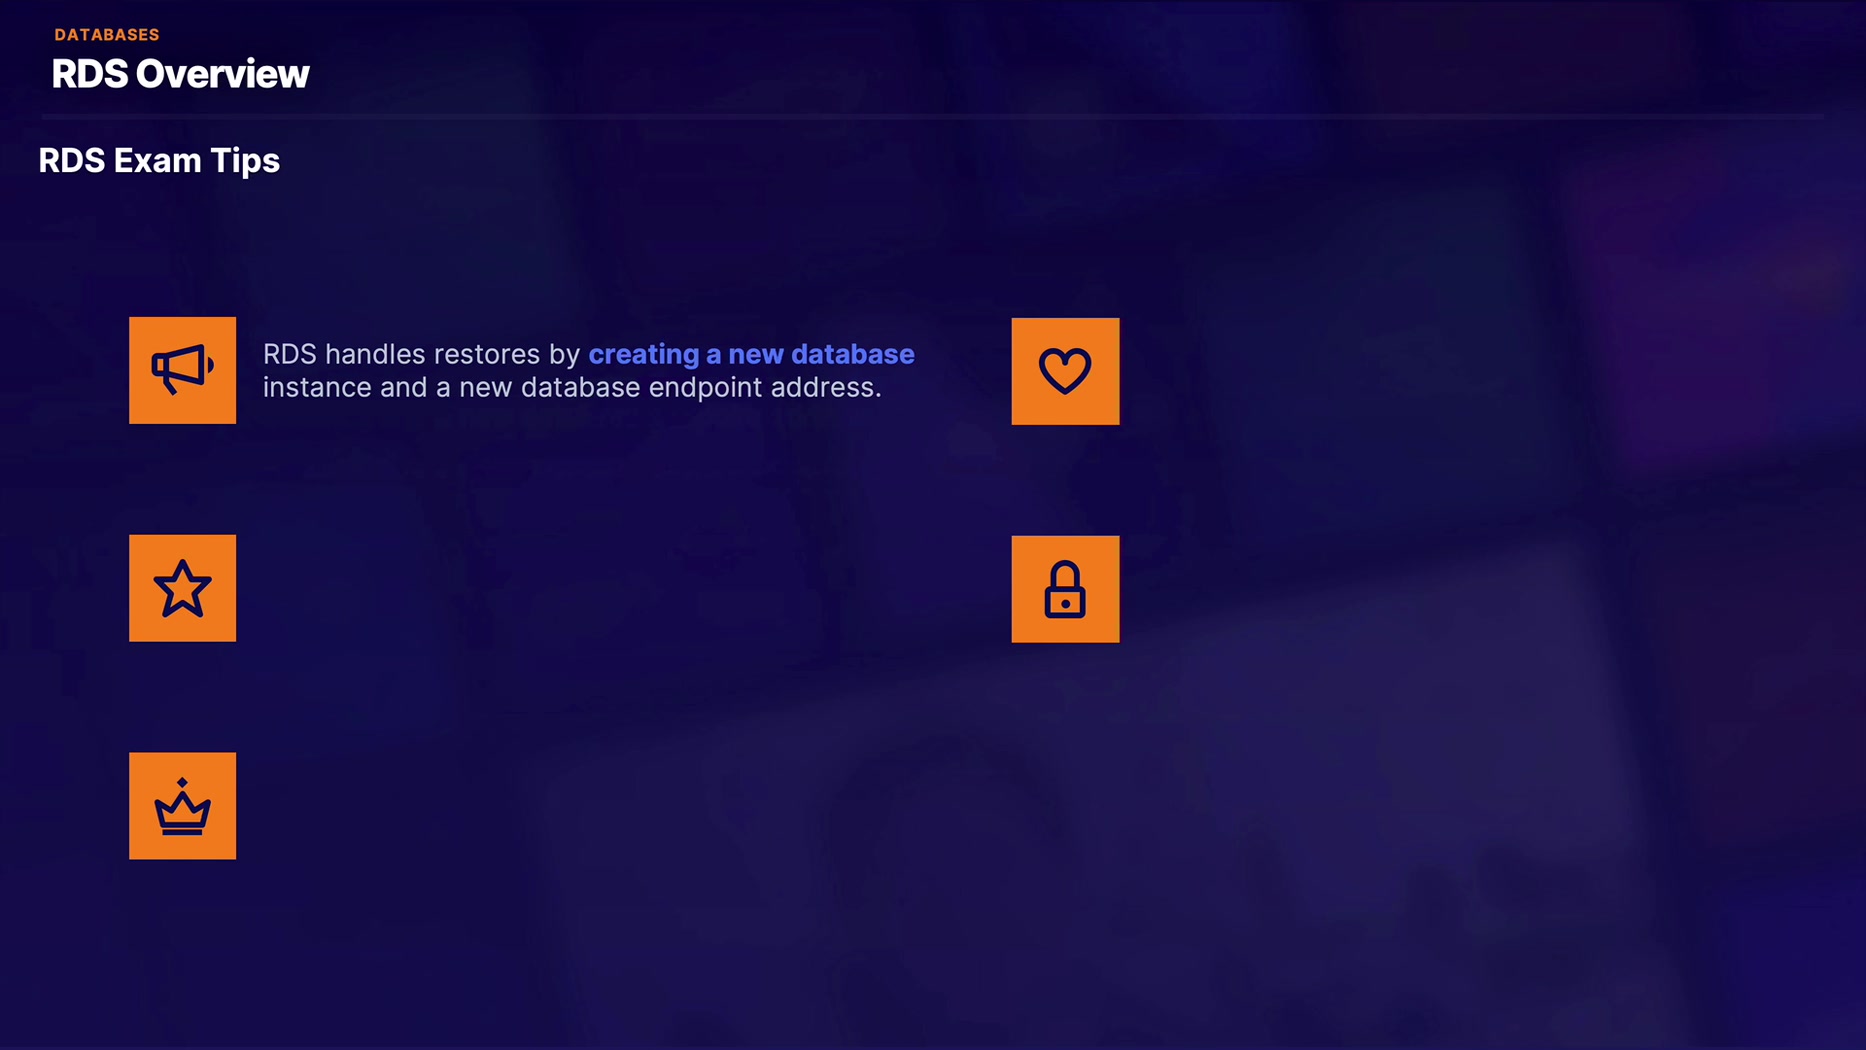 DATABASES
RDS Overview
RDS Exam Tips
RDS handles restores by creating a new database
instance and a new database endpoint address.